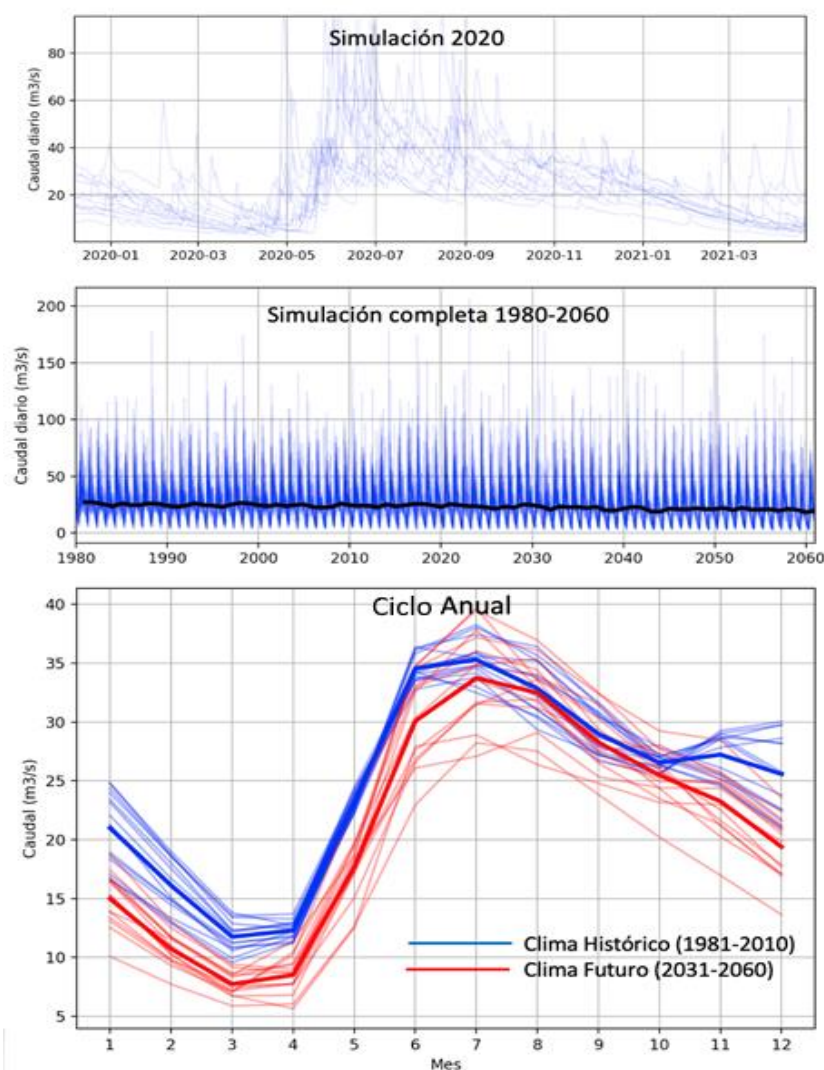 Simulación 2020
Caudal diario (m3/s)
80
60
40
20
2020-01 2020-03 2020-05 2020-07 2020-09 2020-11 2021-01 2021-03
Simulación completa 1980-2060
Caudal diario (m3/s)
200
150
100
50
0
1980 1990 2000 2010 2020 2030 2040 2050 2060
Ciclo Anual
Caudal (m3/s)
40
35
30
25
20
15
10
5
Clima Histórico (1981-2010)
Clima Futuro (2031-2060)
1 2 3 4 5 6 7 8 9 10 11 12
Mes